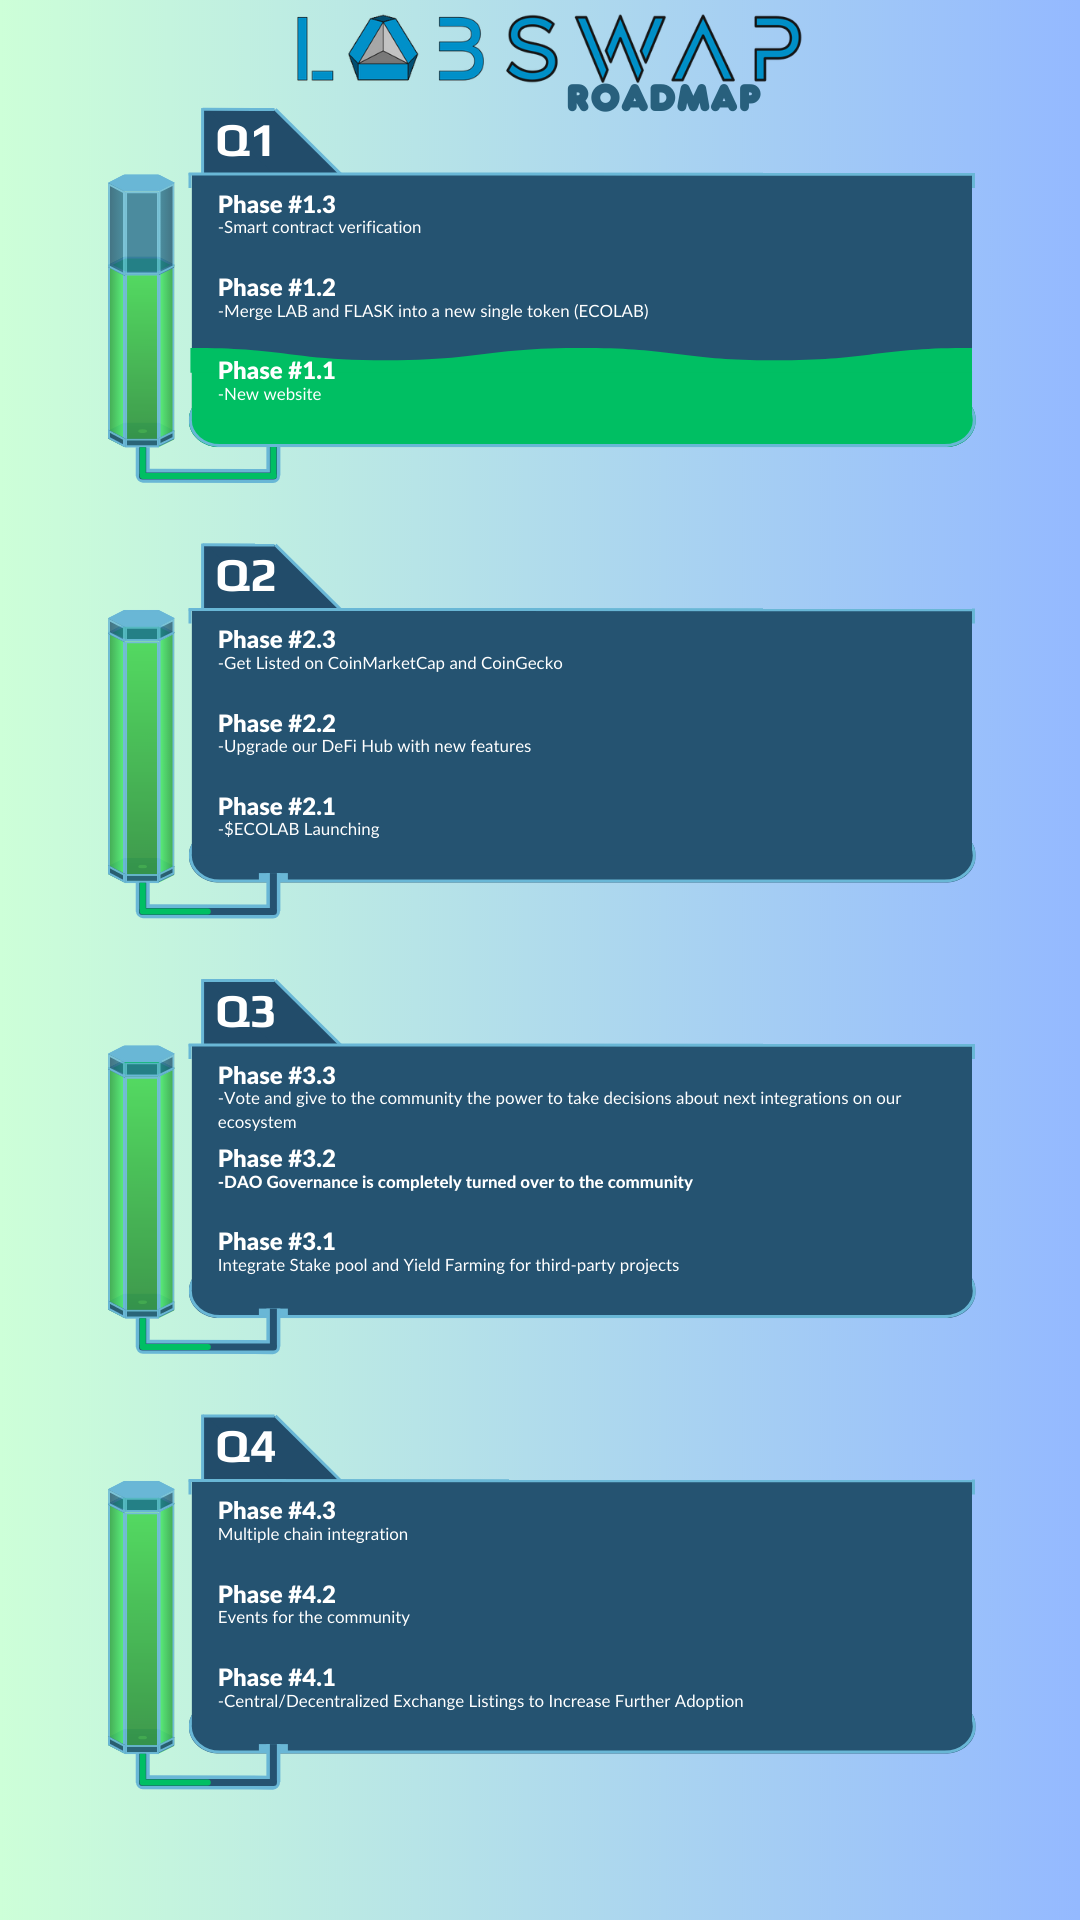 LABSWAP
ROADMAP
Q1
Phase #1.3
-Smart contract verification
Phase #1.2
-Merge LAB and FLASK into a new single token (ECOLAB)
Phase #1.1
-New website
Q2
Phase #2.3
-Get Listed on CoinMarketCap and CoinGecko
Phase #2.2
-Upgrade our DeFi Hub with new features
Phase #2.1
-$ECOLAB Launching
Q3
Phase #3.3
-Vote and give to the community the power to take decisions about next integrations on our
ecosystem
Phase #3.2
-DAO Governance is completely turned over to the community
Phase #3.1
Integrate Stake pool and Yield Farming for third-party projects
Q4
Phase #4.3
Multiple chain integration
Phase #4.2
Events for the community
Phase #4.1
-Central/Decentralized Exchange Listings to Increase Further Adoption